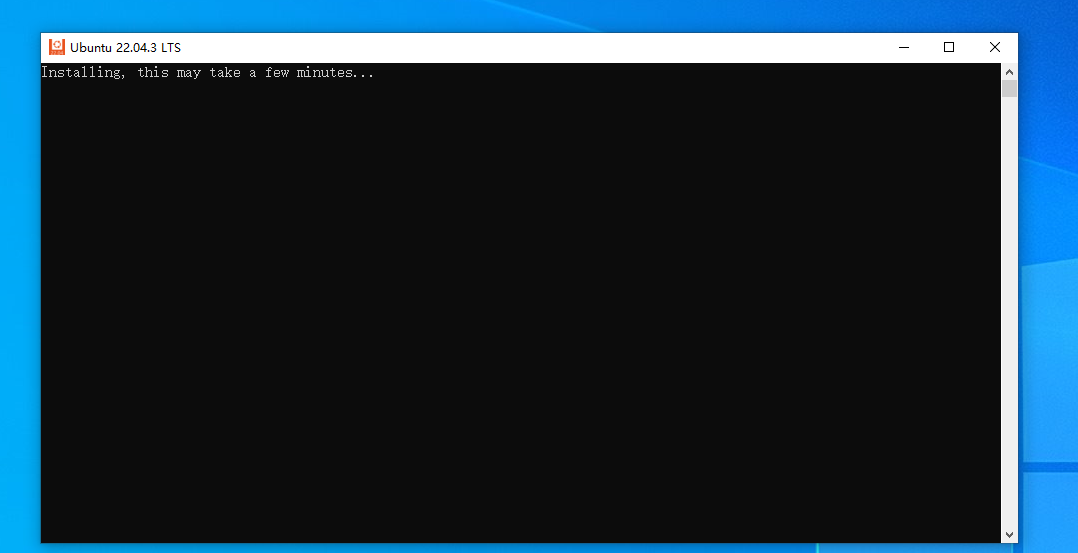 Ubuntu 22.04.3 LTS
Installing, this may take a few minutes...